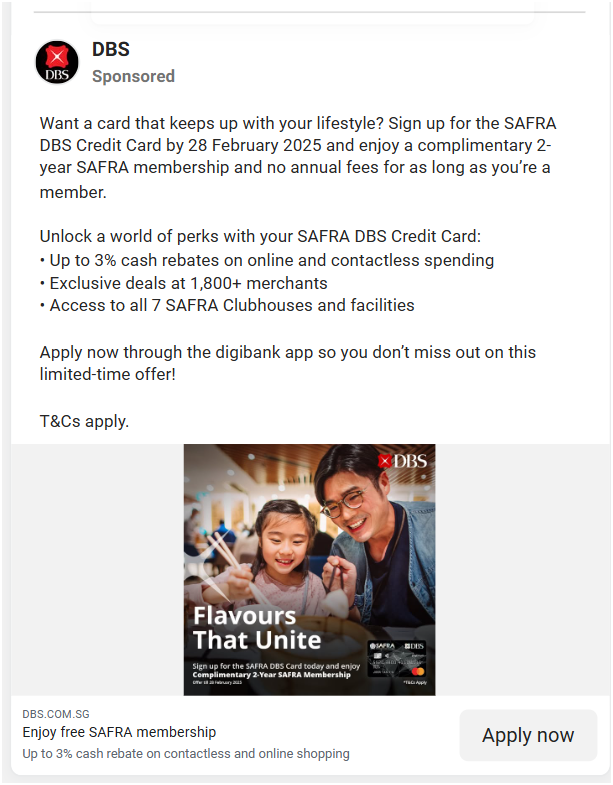 DBS
Sponsored
DBS
Want a card that keeps up with your lifestyle? Sign up for the SAFRA
DBS Credit Card by 28 February 2025 and enjoy a complimentary 2-
year SAFRA membership and no annual fees for as long as you’re a
member.
Unlock a world of perks with your SAFRA DBS Credit Card:
• Up to 3% cash rebates on online and contactless spending
• Exclusive deals at 1,800+ merchants
• Access to all 7 SAFRA Clubhouses and facilities
Apply now through the digibank app so you don’t miss out on this
limited-time offer!
T&Cs apply.
DBS
Flavours
That Unite
SAFRA DBS
Sign up for the SAFRA DBS Card today and enjoy
Complimentary 2-Year SAFRA Membership
Offer till 28 February 2025
*T&Cs Apply
DBS.COM.SG
Enjoy free SAFRA membership
Up to 3% cash rebate on contactless and online shopping
Apply now